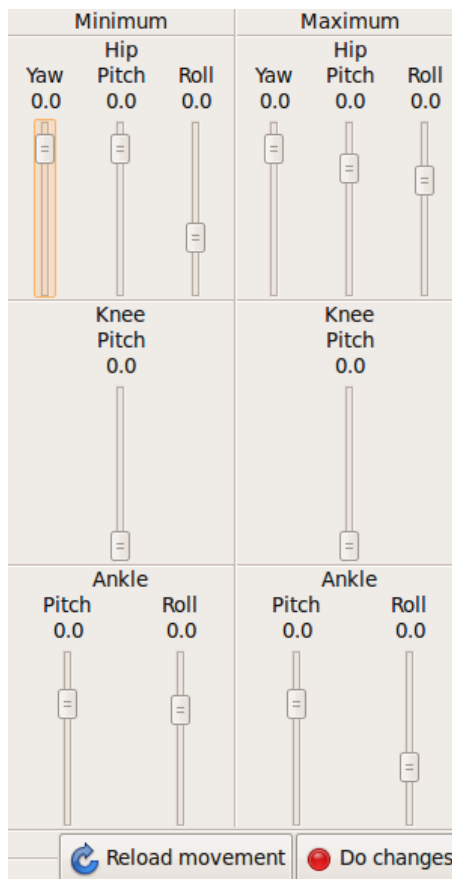 Minimum Maximum
Hip Hip
Yaw Pitch Roll Yaw Pitch Roll
0.0 0.0 0.0 0.0 0.0 0.0
Knee Knee
Pitch Pitch
0.0 0.0
Ankle Ankle
Pitch Roll Pitch Roll
0.0 0.0 0.0 0.0
Reload movement Do changes